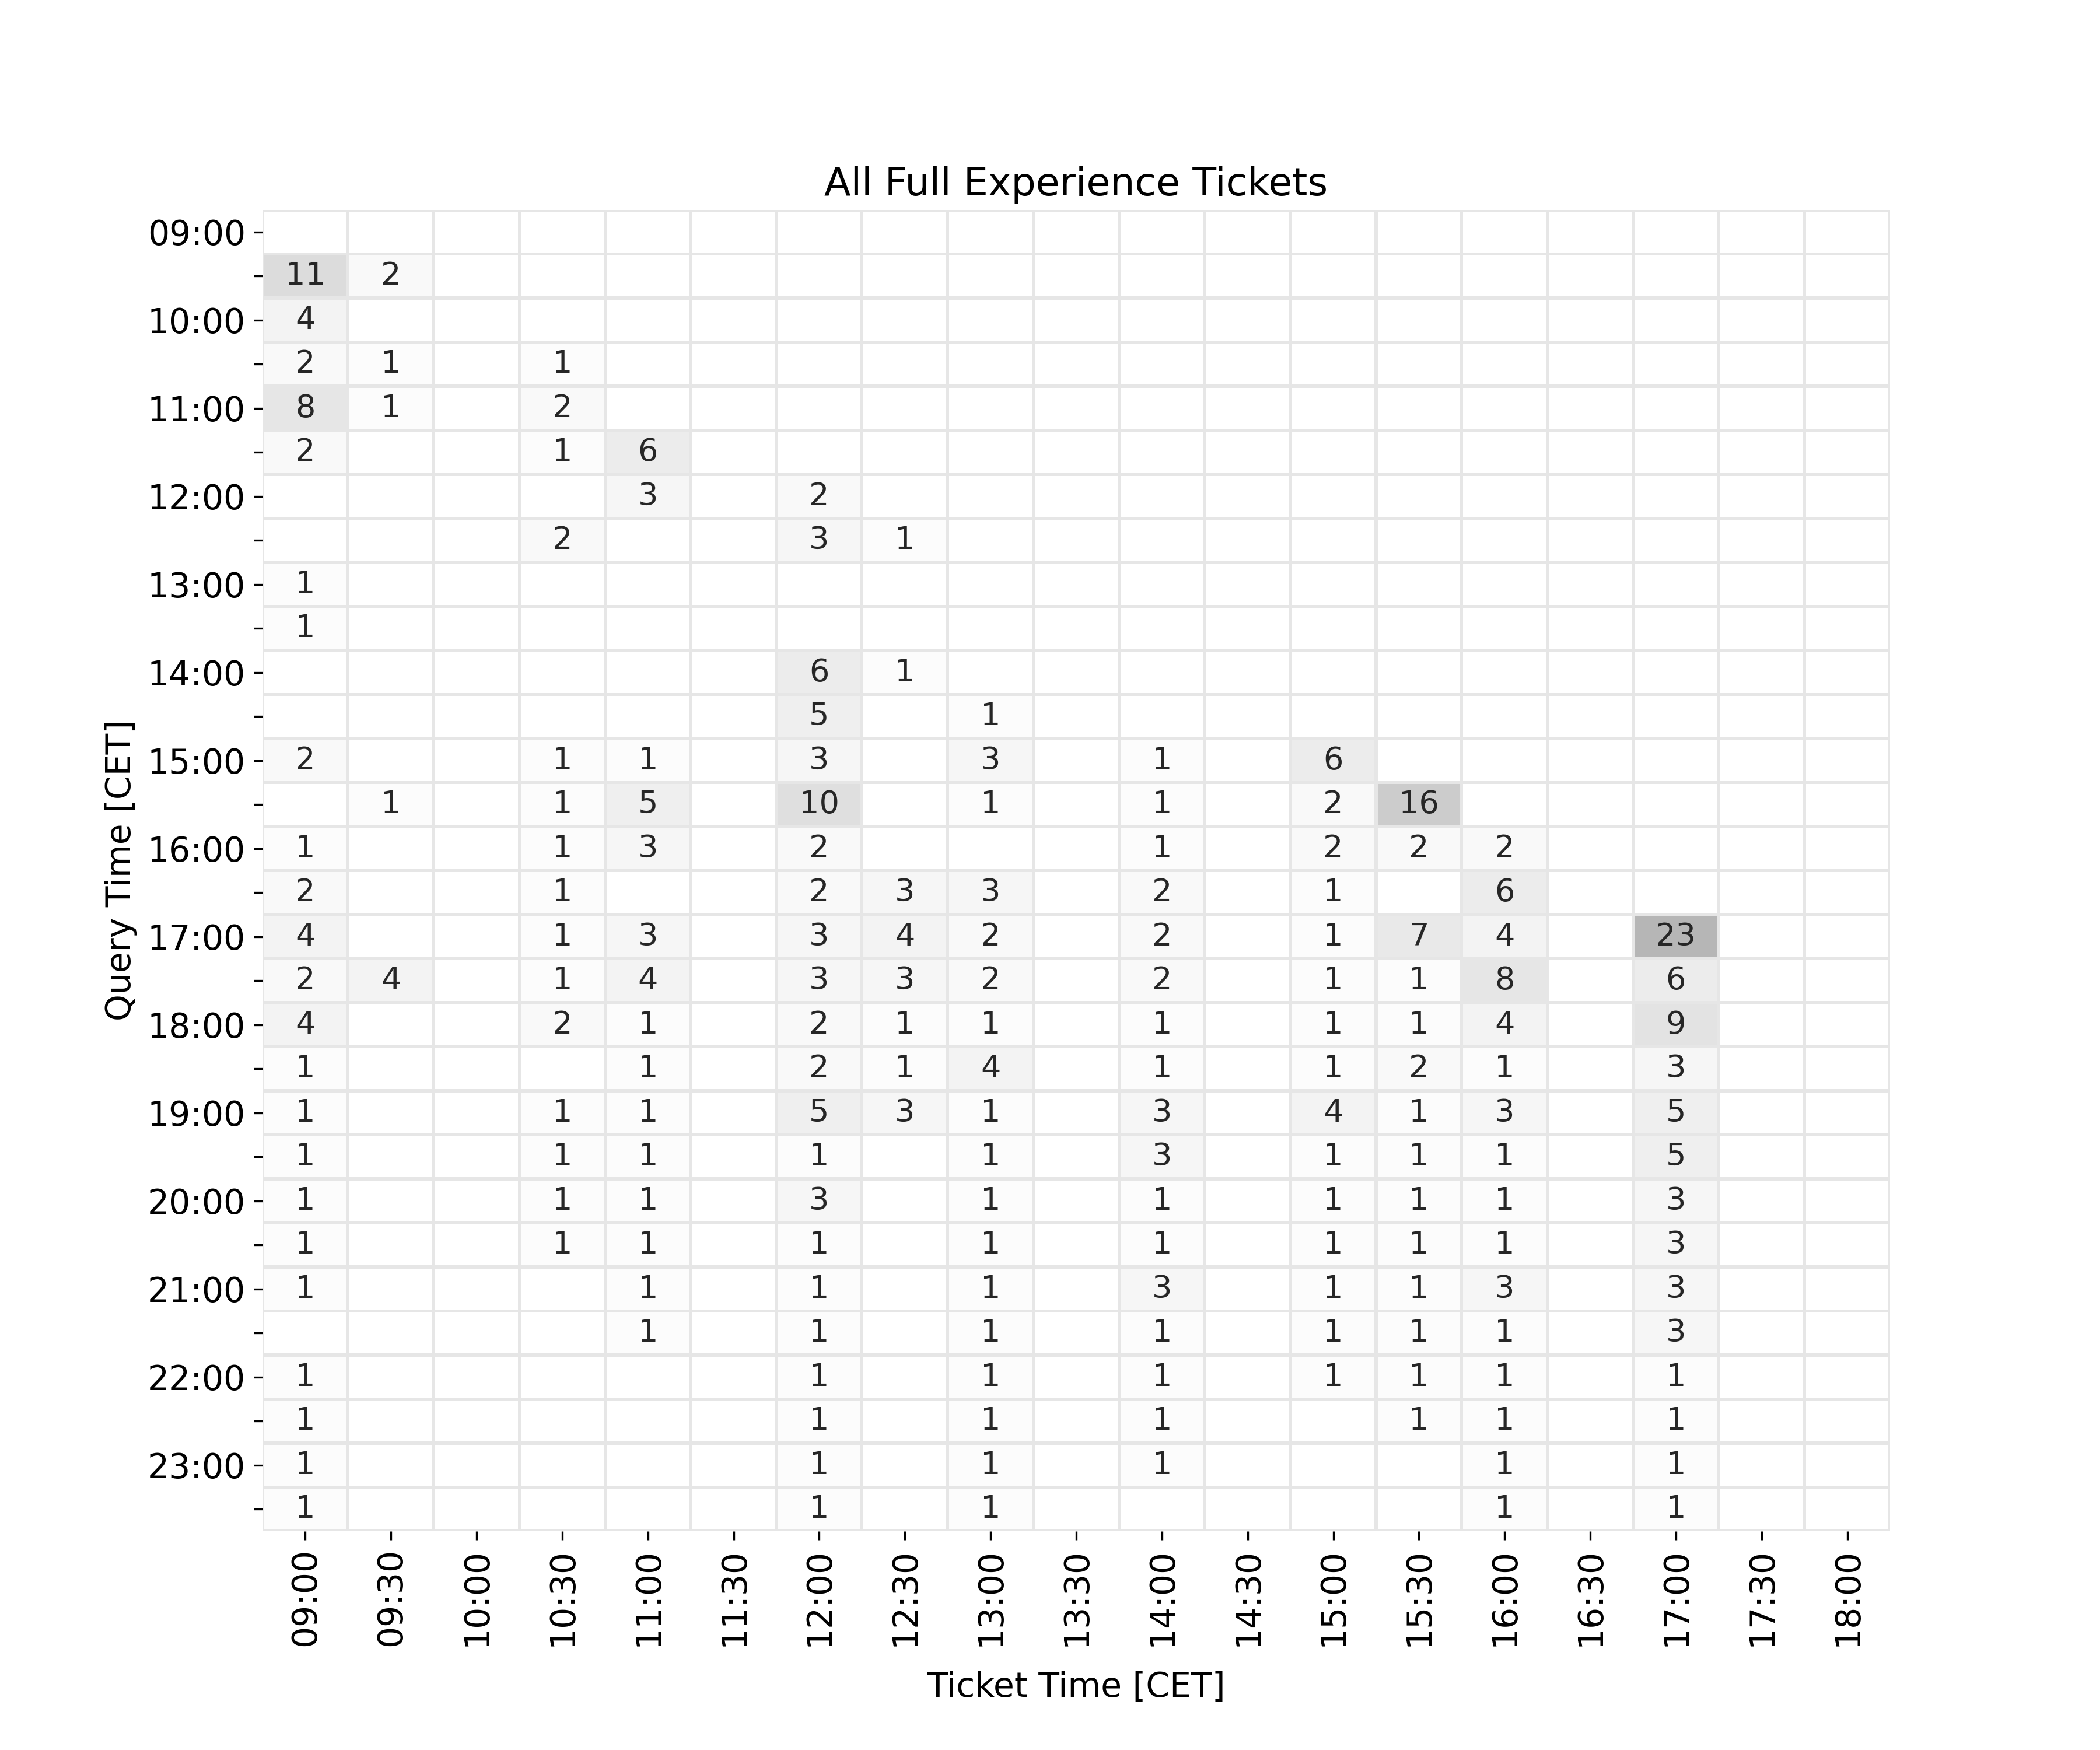 All Full Experience Tickets
09:00
11 2
10:00 4
2 1 1
11:00 8 1 2
2 1 6
12:00 3 2
2 3 1
13:00 1
1
14:00 6 1
5 1
15:00 2 1 1 3 3 1 6
1 1 5 10 1 1 2 16
16:00 1 1 3 2 1 2 2 2
2 1 2 3 3 2 1 6
17:00 4 1 3 3 4 2 2 1 7 4 23
2 4 1 4 3 3 2 2 1 1 8 6
18:00 4 2 1 2 1 1 1 1 1 4 9
1 1 2 1 4 1 1 2 1 3
19:00 1 1 1 5 3 1 3 4 1 3 5
1 1 1 1 1 3 1 1 1 5
20:00 1 1 1 3 1 1 1 1 1 3
1 1 1 1 1 1 1 1 1 3
21:00 1 1 1 1 3 1 1 3 3
1 1 1 1 1 1 1 3
22:00 1 1 1 1 1 1 1 1
1 1 1 1 1 1 1
23:00 1 1 1 1 1 1
1 1 1 1 1
Query Time [CET]
09:00 09:30 10:00 10:30 11:00 11:30 12:00 12:30 13:00 13:30 14:00 14:30 15:00 15:30 16:00 16:30 17:00 17:30 18:00
Ticket Time [CET]